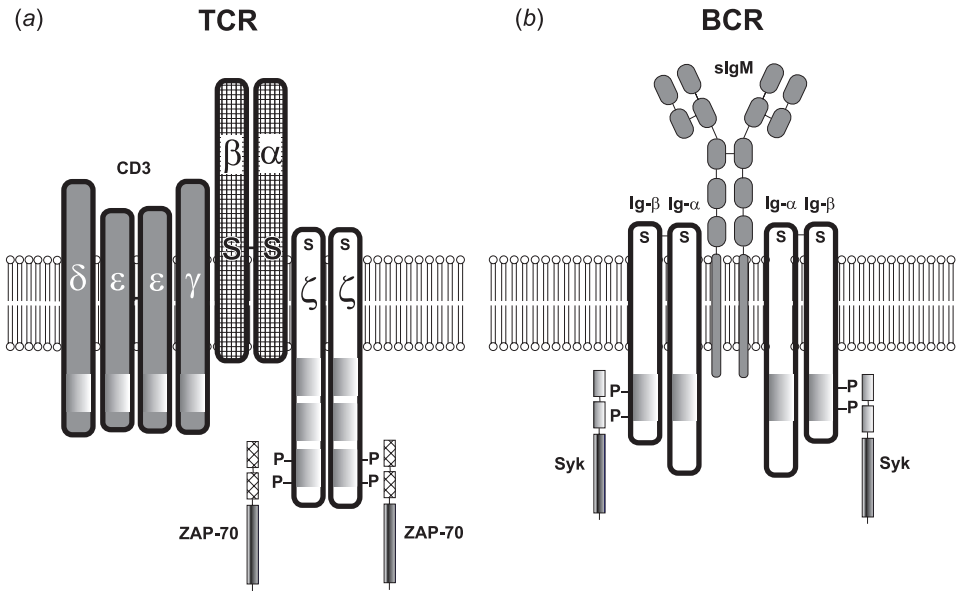 (a) TCR
(b) BCR
sIgM
β α
CD3
Ig-β Ig-α Ig-α Ig-β
S S S S S S
δ ε ε γ ζ ζ
P P
P P
P P
P P
Syk Syk
ZAP-70 ZAP-70